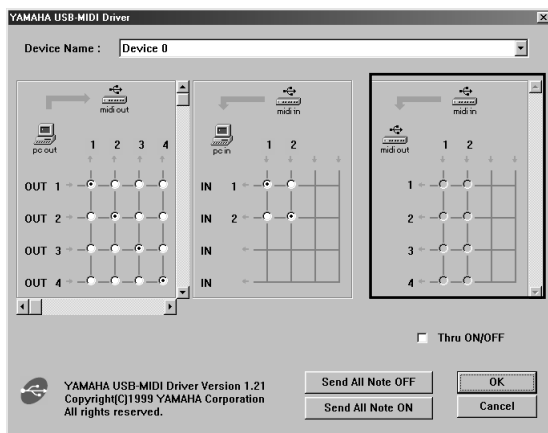 YAMAHA USB-MIDI Driver
Device Name : Device 0
midi out
pc out
1 2 3 4
OUT 1
OUT 2
OUT 3
OUT 4
midi in
pc in
1 2
IN 1
IN 2
IN
IN
midi in
midi out
1 2
1
2
3
4
Thru ON/OFF
YAMAHA USB-MIDI Driver Version 1.21
Copyright(C)1999 YAMAHA Corporation
All rights reserved.
Send All Note OFF
Send All Note ON
OK
Cancel